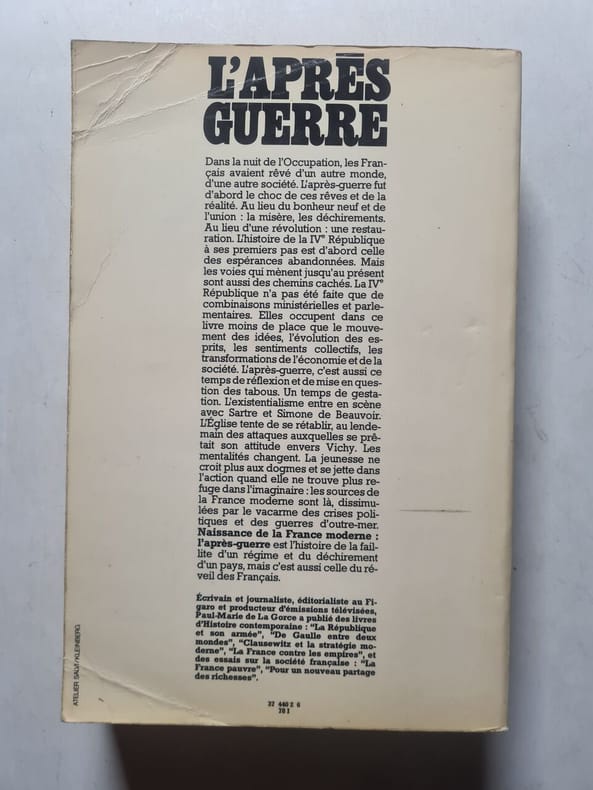 L'APRÈS
GUERRE
Dans la nuit de l'Occupation, les Fran-
çais avaient rêvé d'un autre monde,
d'une autre société. L'après-guerre fut
d'abord le choc de ces rêves et de la
réalité. Au lieu du bonheur neuf et de
l'union : la misère, les déchirements.
Au lieu d'une révolution : une restau-
ration. L'histoire de la IVe République
à ses premiers pas est d'abord celle
des espérances abandonnées. Mais
les voies qui mènent jusqu'au présent
sont aussi des chemins cachés. La IVe
République n'a pas été faite que de
combinaisons ministérielles et parle-
mentaires. Elles occupent dans ce
livre moins de place que le mouve-
ment des idées, l'évolution des es-
prits, les sentiments collectifs, les
transformations de l'économie et de la
société. L'après-guerre, c'est aussi ce
temps de réflexion et de mise en ques-
tion des tabous. Un temps de gesta-
tion. L'existentialisme entre en scène
avec Sartre et Simone de Beauvoir.
L'Église tente de se rétablir, au lende-
main des attaques auxquelles se prê-
tait son attitude envers Vichy. Les
mentalités changent. La jeunesse ne
croit plus aux dogmes et se jette dans
l'action quand elle ne trouve plus re-
fuge dans l'imaginaire : les sources de
la France moderne sont là, dissimu-
lées par le vacarme des crises poli-
tiques et des guerres d'outre-mer.
Naissance de la France moderne :
l'après-guerre est l'histoire de la fail-
lite d'un régime et du déchirement
d'un pays, mais c'est aussi celle du ré-
veil des Français.
Écrivain et journaliste, éditorialiste au Fi-
garo et producteur d'émissions télévisées,
Paul-Marie de La Gorce a publié des livres
d'Histoire contemporaine : "La République
et son armée", "De Gaulle entre deux
mondes", "Clausewitz et la stratégie mo-
derne", "La France contre les empires", et
des essais sur la société française : "La
France pauvre", "Pour un nouveau partage
des richesses".
ATELIER SALVI/KLEINBERG
78 I